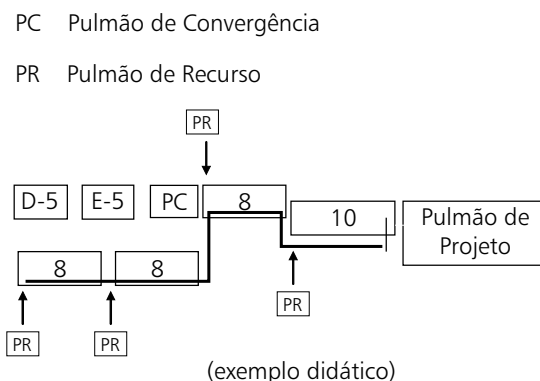 PC Pulmão de Convergência
PR Pulmão de Recurso
PR
D-5 E-5 PC 8
10 Pulmão de
Projeto
8 8
PR
PR PR
(exemplo didático)